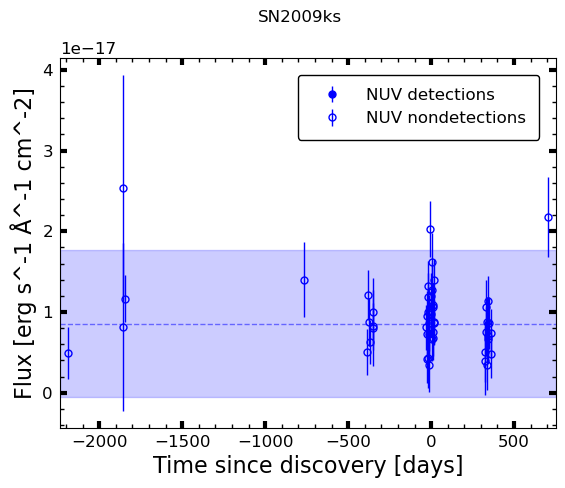 SN2009ks
1e−17
NUV detections
NUV nondetections
4
3
2
1
0
Flux [erg s^-1 Å^-1 cm^-2]
−2000 −1500 −1000 −500 0 500
Time since discovery [days]